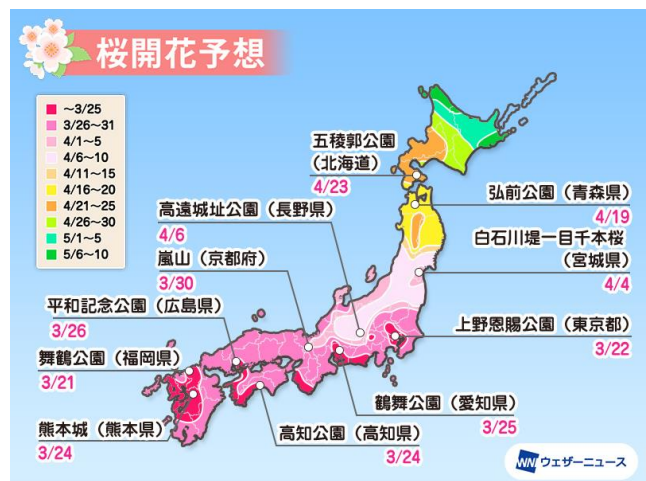 桜開花予想
～3/25
3/26～31
4/1～5
4/6～10
4/11～15
4/16～20
4/21～25
4/26～30
5/1～5
5/6～10
五稜郭公園
（北海道）
4/23
弘前公園（青森県）
4/19
高遠城址公園（長野県）
4/6
白石川堤一目千本桜
（宮城県）
4/4
嵐山（京都府）
3/30
平和記念公園（広島県）
3/26
上野恩賜公園（東京都）
3/22
舞鶴公園（福岡県）
3/21
鶴舞公園（愛知県）
3/25
熊本城（熊本県）
3/24
高知公園（高知県）
3/24
WNI ウェザーニュース